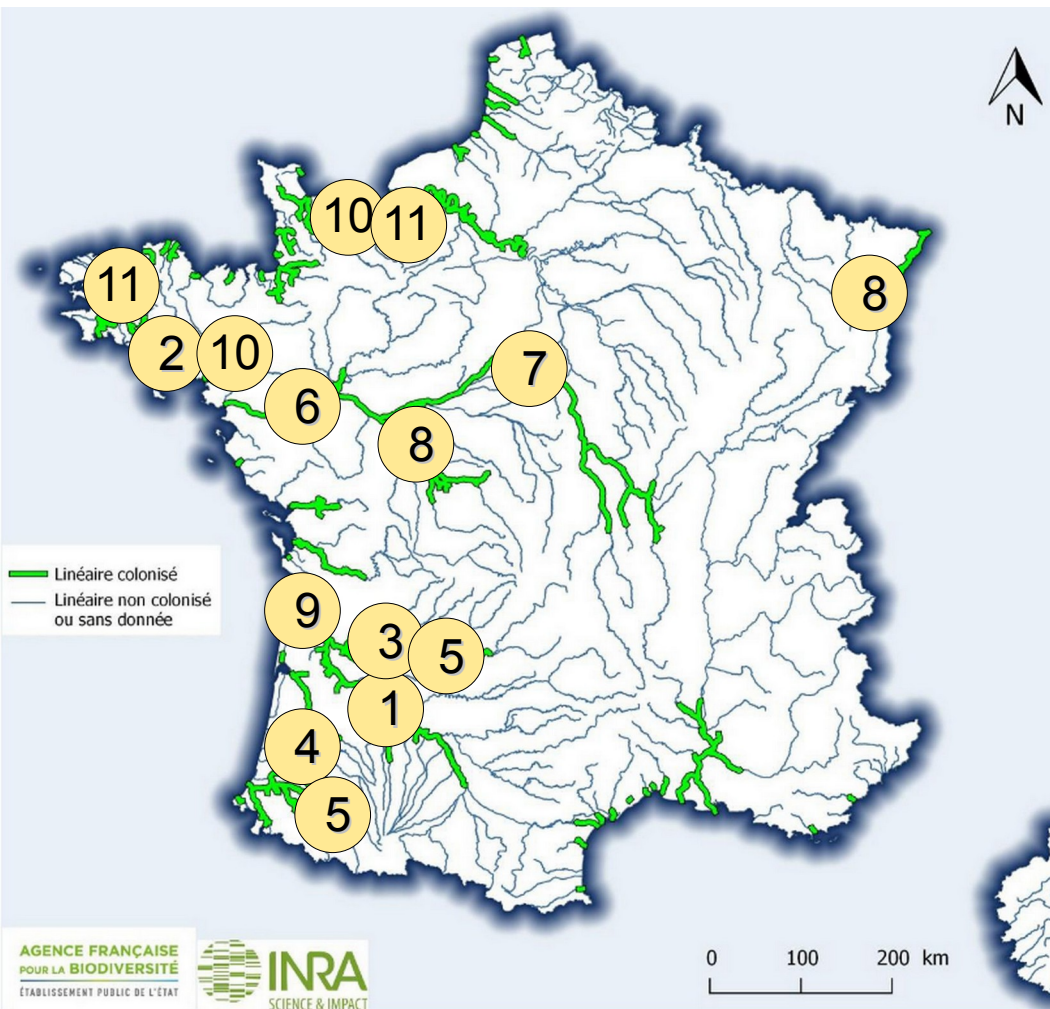 N
10
11
11
8
2
10
7
6
8
Linéaire colonisé
Linéaire non colonisé
ou sans donnée
9
3
5
1
4
5
AGENCE FRANÇAISE
POUR LA BIODIVERSITÉ
ÉTABLISSEMENT PUBLIC DE L'ÉTAT
INRA
SCIENCE & IMPACT
0 100 200 km